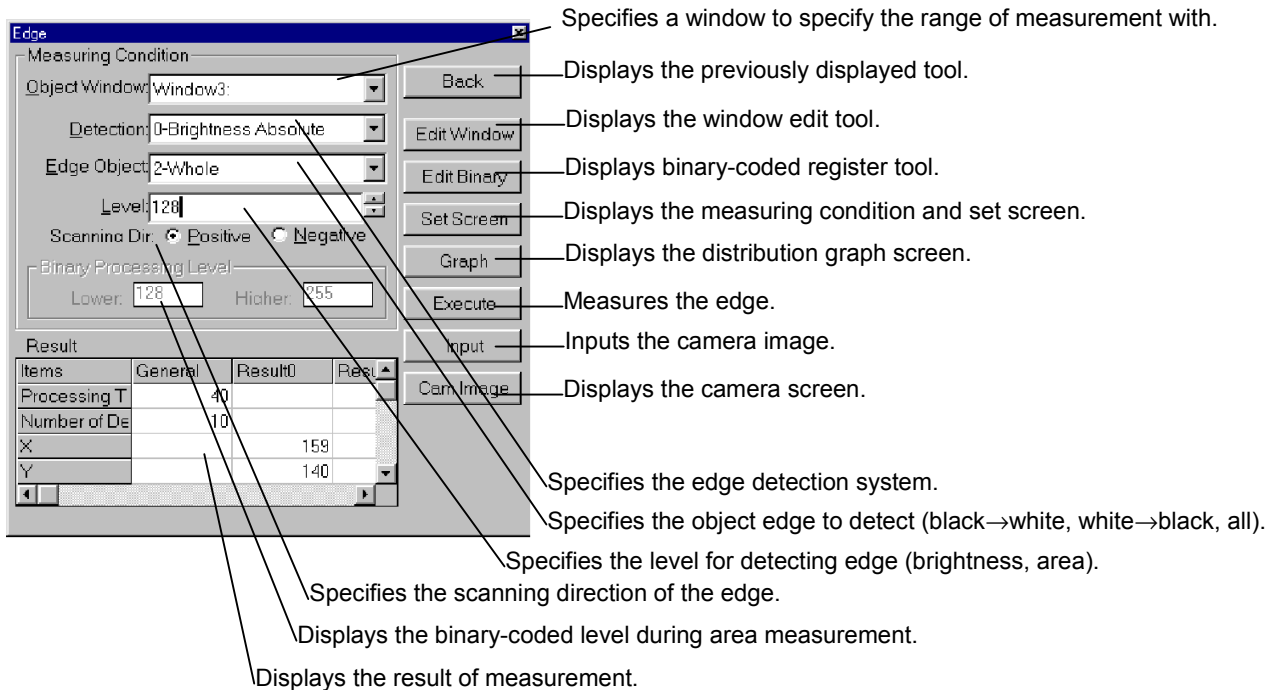 Specifies a window to specify the range of measurement with.
Edge
Measuring Condition
Object Window: Window3:
Back
Displays the previously displayed tool.
Detection: 0-Brightness Absolute
Edit Window
Displays the window edit tool.
Edge Object: 2-Whole
Edit Binary
Displays binary-coded register tool.
Level: 128
Set Screen
Displays the measuring condition and set screen.
Scanning Dir: Positive Negative
Graph
Displays the distribution graph screen.
Binary Processing Level
Lower: 128 Higher: 255
Execute
Measures the edge.
Result
Input
Inputs the camera image.
Items General Result0 Resu
Cam Image
Displays the camera screen.
Processing T 40
Number of De 10
X 159
Y 140
Specifies the edge detection system.
Specifies the object edge to detect (black→white, white→black, all).
Specifies the level for detecting edge (brightness, area).
Specifies the scanning direction of the edge.
Displays the binary-coded level during area measurement.
Displays the result of measurement.